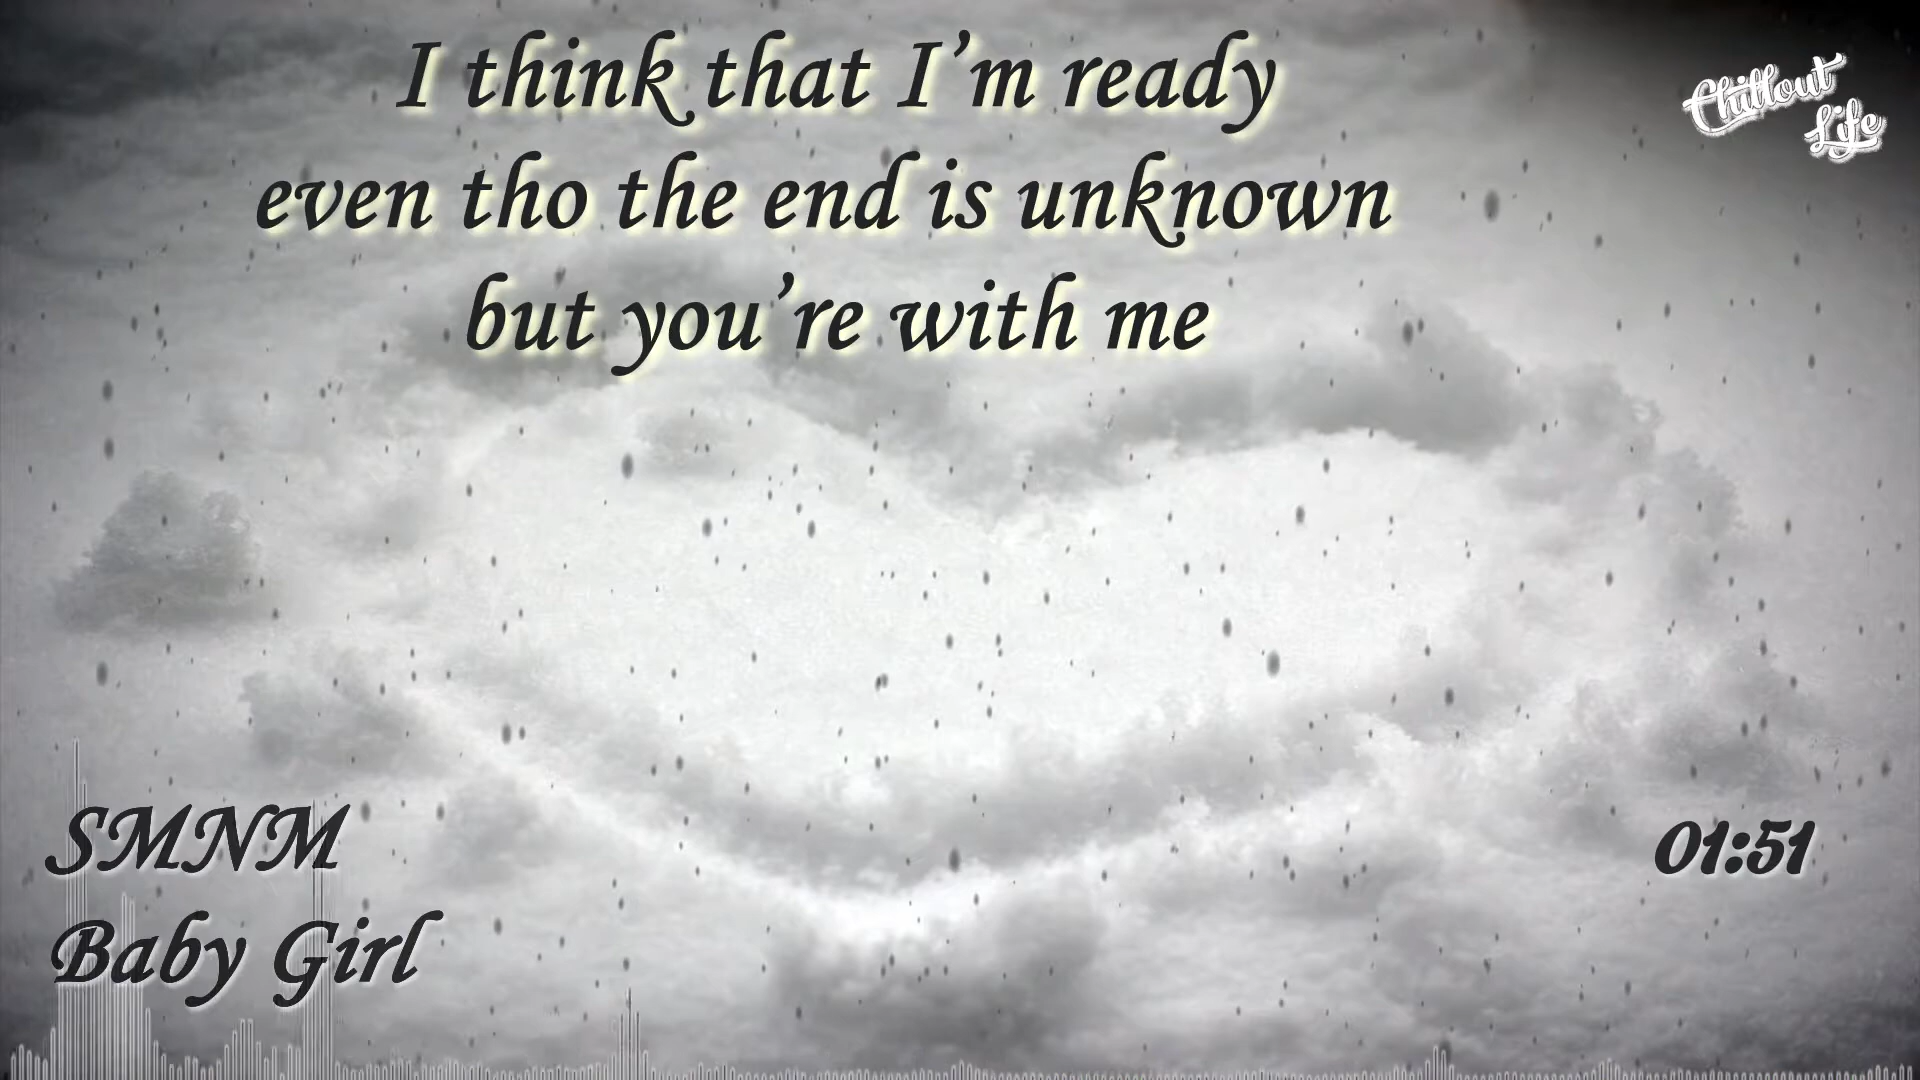 I think that I'm ready
even tho the end is unknown
but you're with me
Chillout
Life
SMNM
Baby Girl
01:51